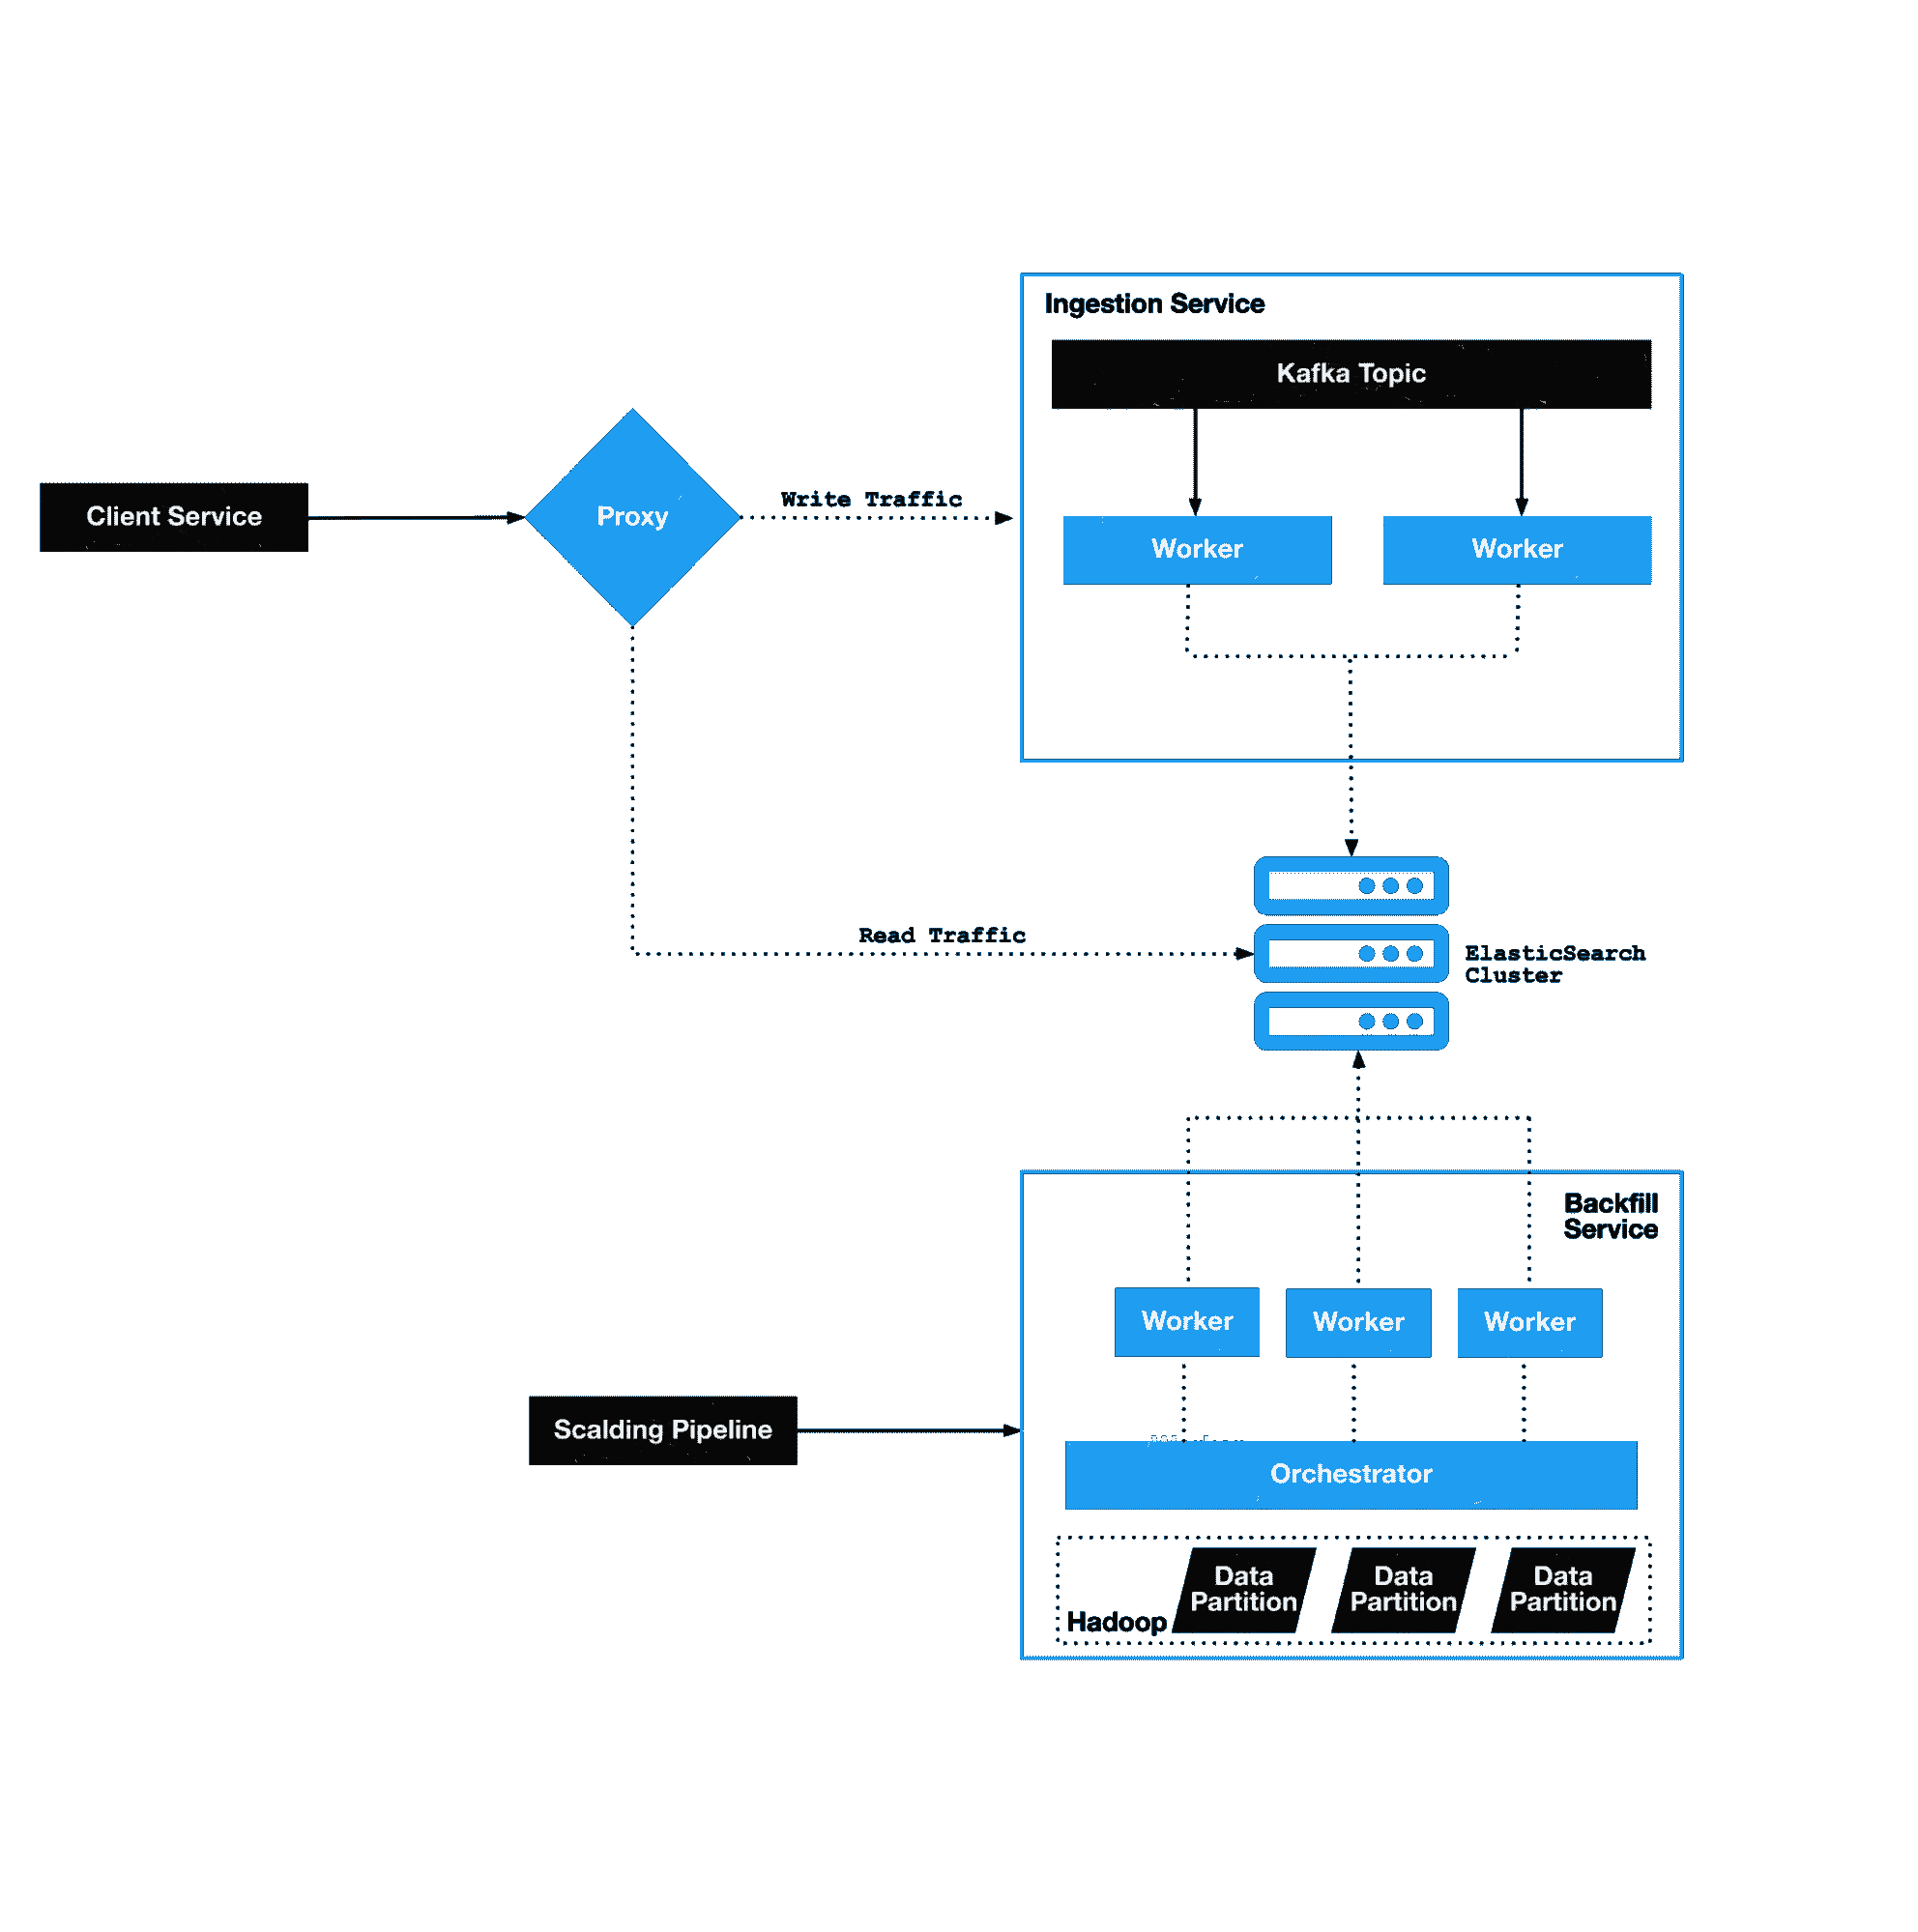 Ingestion Service
Kafka Topic
Client Service
Proxy
Write Traffic
Worker
Worker
Read Traffic
ElasticSearch
Cluster
Backfill
Service
Worker
Worker
Worker
Scalding Pipeline
Orchestrator
Data
Partition
Data
Partition
Data
Partition
Hadoop